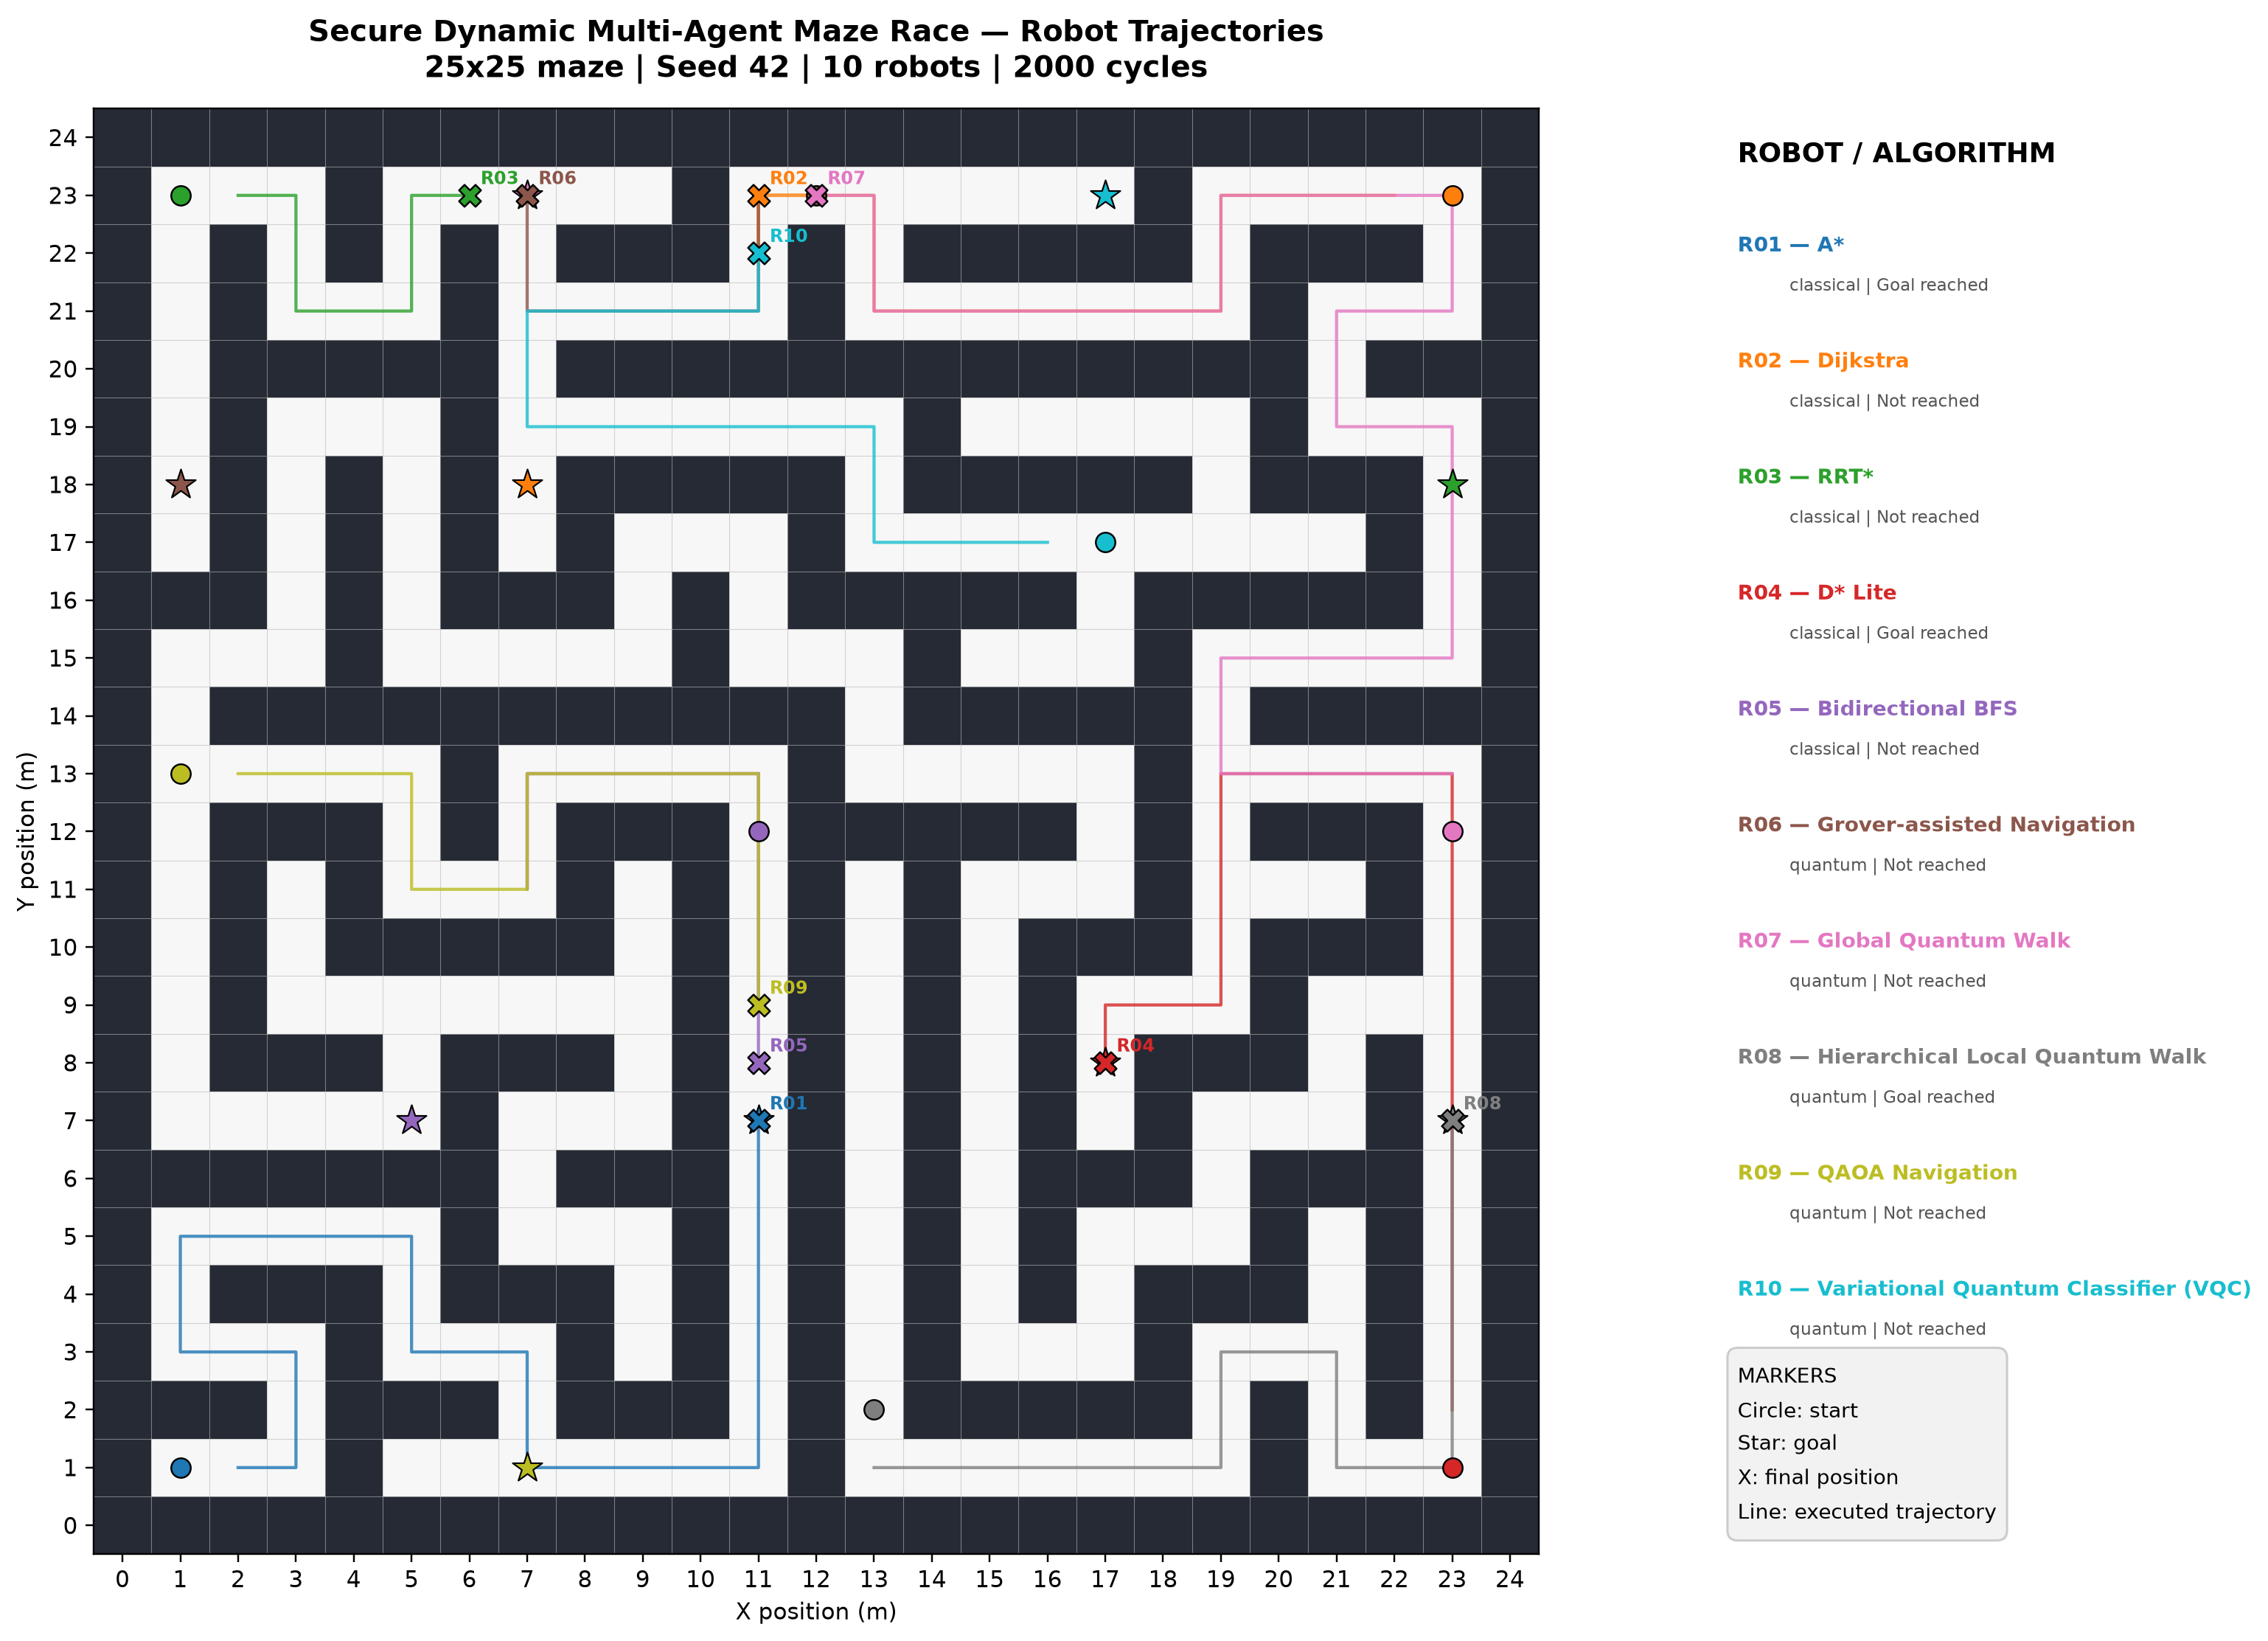 Secure Dynamic Multi-Agent Maze Race — Robot Trajectories
25x25 maze | Seed 42 | 10 robots | 2000 cycles
ROBOT / ALGORITHM
R01 — A*
classical | Goal reached
R02 — Dijkstra
classical | Not reached
R03 — RRT*
classical | Not reached
R04 — D* Lite
classical | Goal reached
R05 — Bidirectional BFS
classical | Not reached
R06 — Grover-assisted Navigation
quantum | Not reached
R07 — Global Quantum Walk
quantum | Not reached
R08 — Hierarchical Local Quantum Walk
quantum | Goal reached
R09 — QAOA Navigation
quantum | Not reached
R10 — Variational Quantum Classifier (VQC)
quantum | Not reached
MARKERS
Circle: start
Star: goal
X: final position
Line: executed trajectory
Y position (m)
24
23
22
21
20
19
18
17
16
15
14
13
12
11
10
9
8
7
6
5
4
3
2
1
0
R03
R06
R02
R07
R10
R09
R05
R04
R01
R08
0 1 2 3 4 5 6 7 8 9 10 11 12 13 14 15 16 17 18 19 20 21 22 23 24
X position (m)